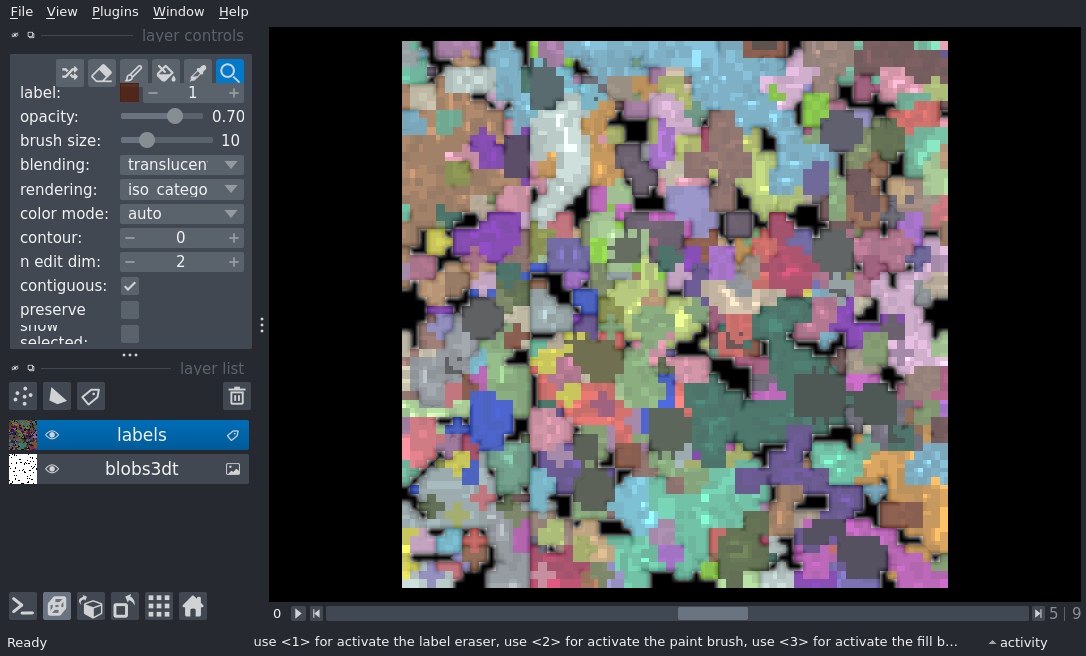 File View Plugins Window Help
layer controls
label: 1
opacity: 0.70
brush size: 10
blending: translucen
rendering: iso_catego
color mode: auto
contour: 0
n edit dim: 2
contiguous:
preserve
show
selected:
layer list
labels
blobs3dt
0 5 | 9
Ready use <1> for activate the label eraser, use <2> for activate the paint brush, use <3> for activate the fill b... activity